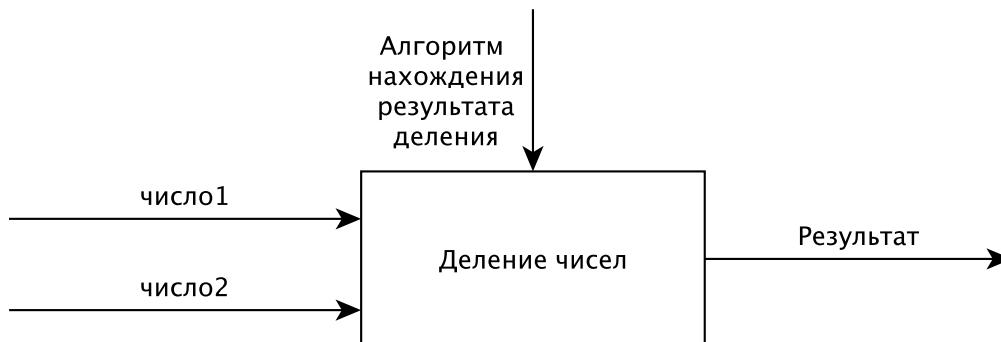 Алгоритм
нахождения
результата
деления
число1
число2
Деление чисел
Результат